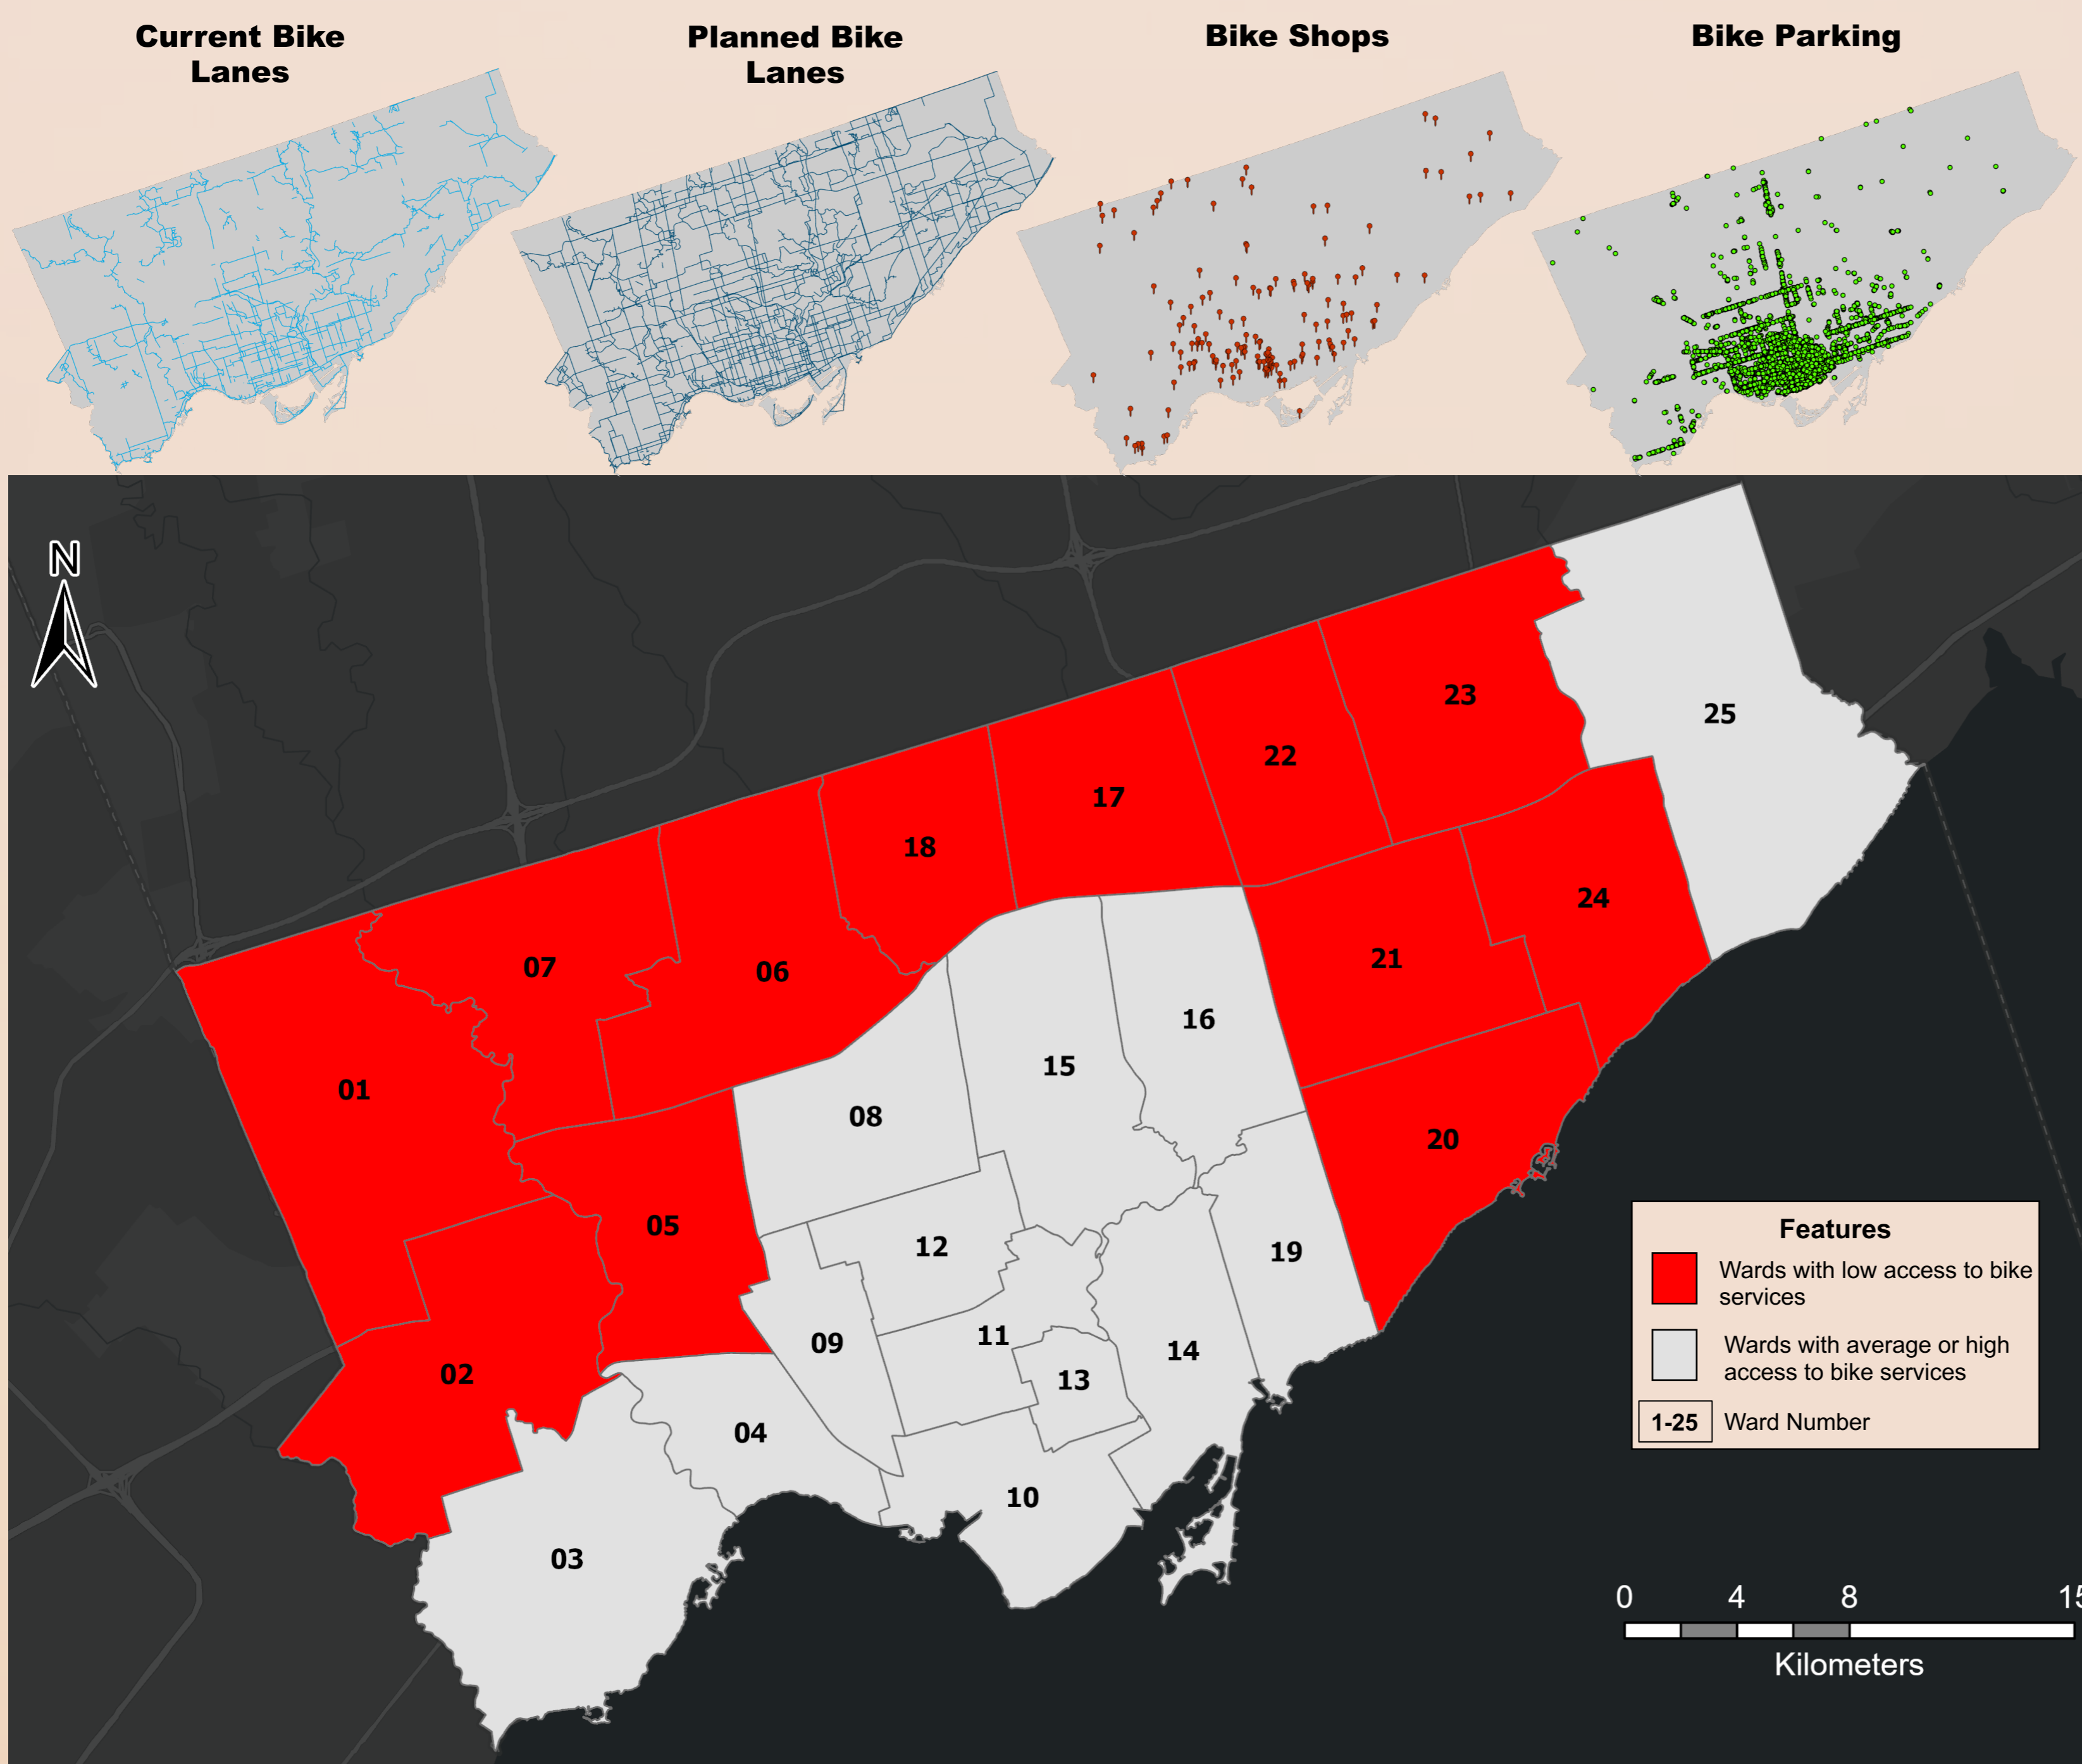 Current Bike
Lanes
Planned Bike
Lanes
Bike Shops
Bike Parking
N
23
25
22
17
18
24
07
06
21
16
15
01
08
20
05
12
19
11
09
14
02
13
04
10
03
Features
Wards with low access to bike
services
Wards with average or high
access to bike services
1-25
Ward Number
0 4 8 15
Kilometers